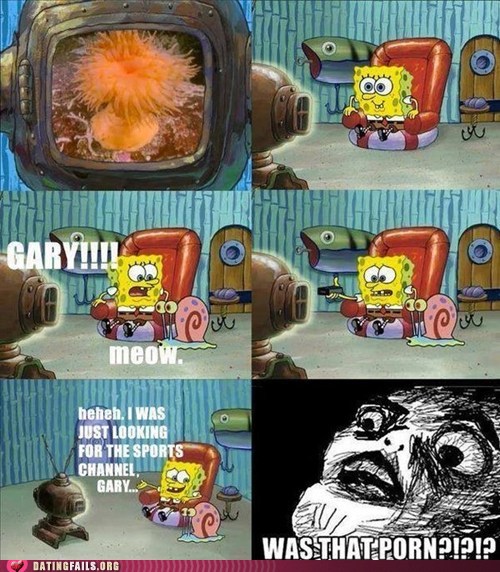 GARY!!!!
meow.
heheh. I WAS
JUST LOOKING
FOR THE SPORTS
CHANNEL,
GARY...
WAS THAT PORN?!?!?
DATINGFAILS.ORG